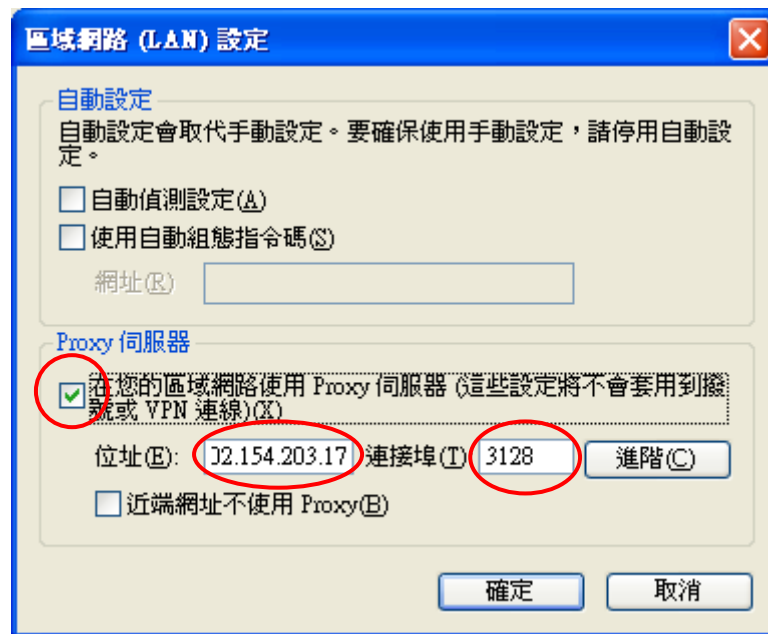 區域網路 (LAN) 設定
自動設定
自動設定會取代手動設定。要確保使用手動設定，請停用自動設
定。
自動偵測設定(A)
使用自動組態指令碼(S)
網址(R)
Proxy 伺服器
在您的區域網路使用 Proxy 伺服器 (這些設定將不會套用到撥
號或 VPN 連線)(X)
位址(E): 02.154.203.17 連接埠(T) 3128 進階(C)
近端網址不使用 Proxy(B)
確定 取消